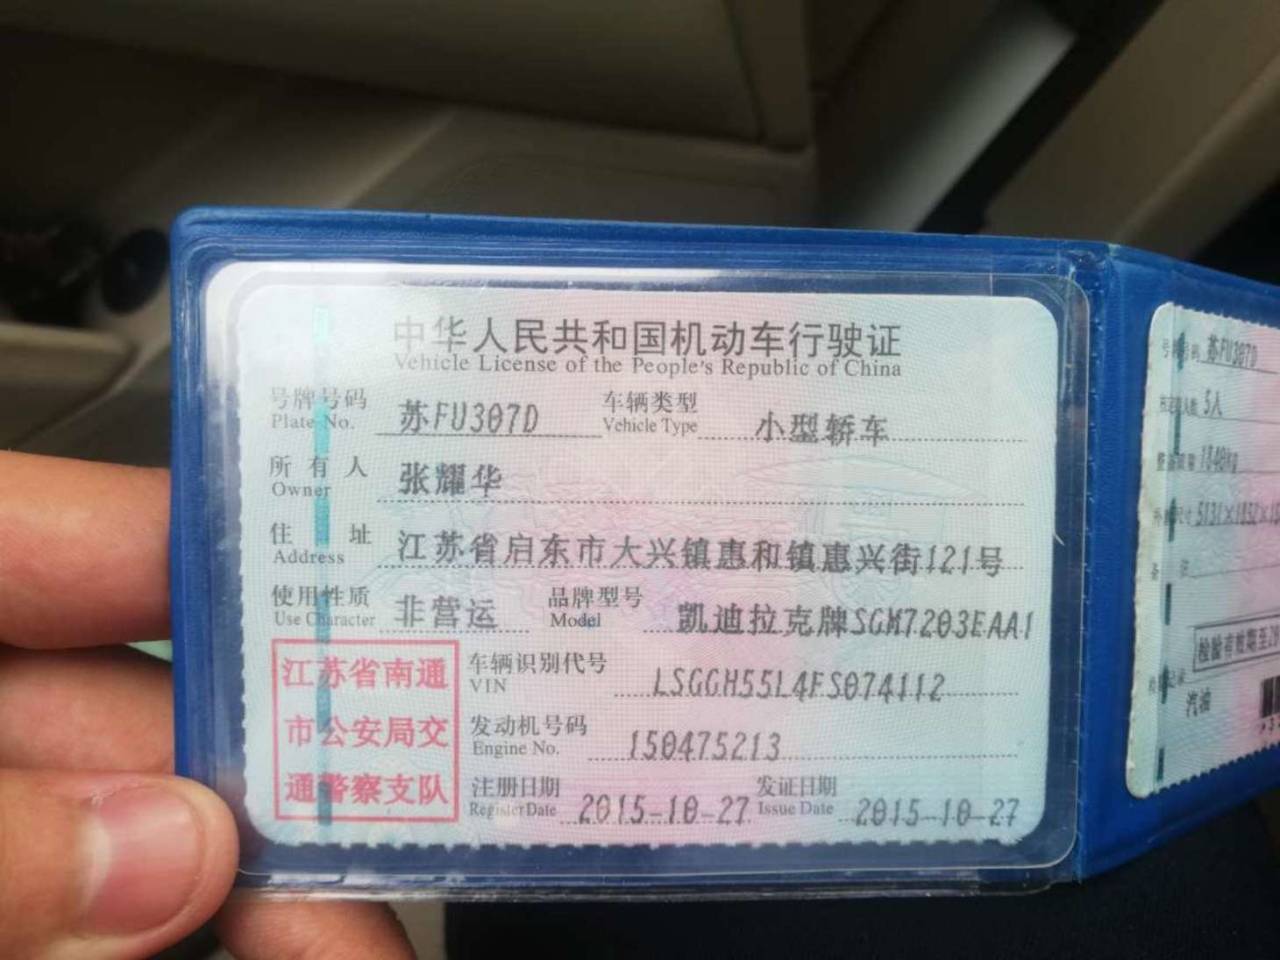 中华人民共和国机动车行驶证
Vehicle License of the People's Republic of China
号牌号码 苏FU307D 车辆类型 小型轿车
Plate No. Vehicle Type
所有人 张耀华
Owner
住址 江苏省启东市大兴镇惠和镇惠兴街121号
Address
使用性质 非营运 品牌型号 凯迪拉克牌SGM7203EAA1
Use Character Model
江苏省南通
市公安局交
通警察支队
车辆识别代号 LSGGH55L4FS074112
VIN
发动机号码 150475213
Engine No.
注册日期 2015-10-27 发证日期 2015-10-27
Register Date Issue Date
苏FU307D
5人
1840kg
检验有效期至
汽油